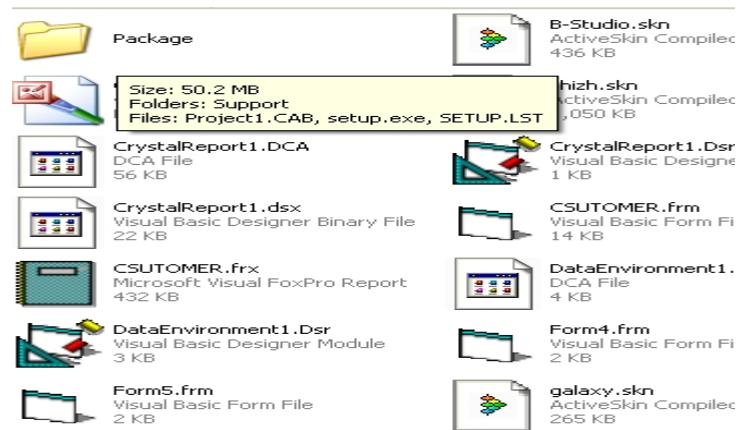 Package
B-Studio.skn
ActiveSkin Compiled
436 KB
Size: 50.2 MB
Folders: Support
Files: Project1.CAB, setup.exe, SETUP.LST
hizh.skn
ctiveSkin Compiled
,050 KB
CrystalReport1.DCA
DCA File
56 KB
CrystalReport1.Dsr
Visual Basic Designe
1 KB
CrystalReport1.dsx
Visual Basic Designer Binary File
22 KB
CSUTOMER.frm
Visual Basic Form Fi
14 KB
CSUTOMER.frx
Microsoft Visual FoxPro Report
432 KB
DataEnvironment1.
DCA File
4 KB
DataEnvironment1.Dsr
Visual Basic Designer Module
3 KB
Form4.frm
Visual Basic Form Fi
2 KB
Form5.frm
Visual Basic Form File
2 KB
galaxy.skn
ActiveSkin Compiled
265 KB